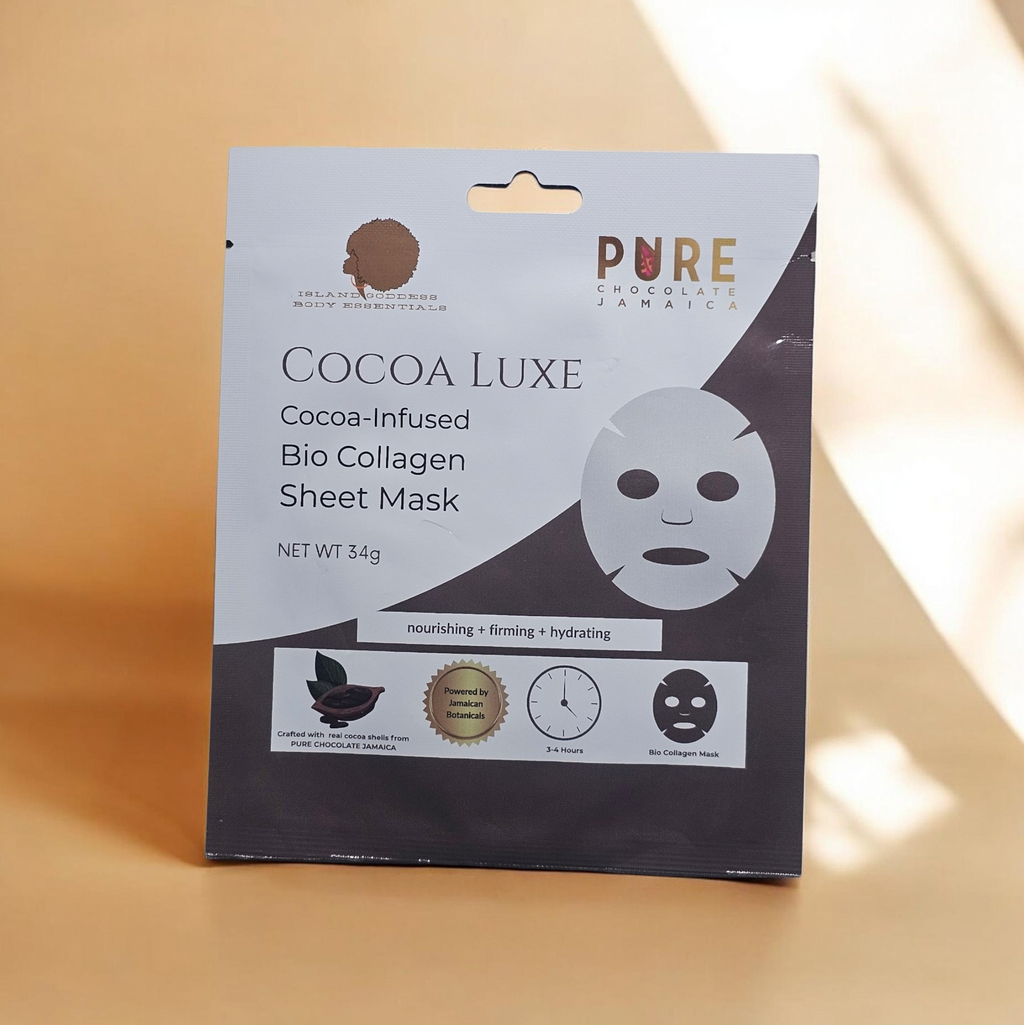 ISLAND GODDESS
BODY ESSENTIALS
PURE
CHOCOLATE
JAMAICA
COCOA LUXE
Cocoa-Infused
Bio Collagen
Sheet Mask
NET WT 34g
nourishing + firming + hydrating
Crafted with real cocoa shells from
PURE CHOCOLATE JAMAICA
Powered by
Jamaican
Botanicals
3-4 Hours
Bio Collagen Mask